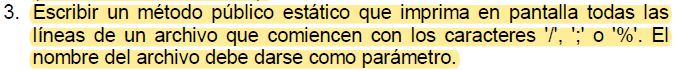 3. Escribir un método público estático que imprima en pantalla todas las
líneas de un archivo que comiencen con los caracteres '/', ';' o '%'. El
nombre del archivo debe darse como parámetro.